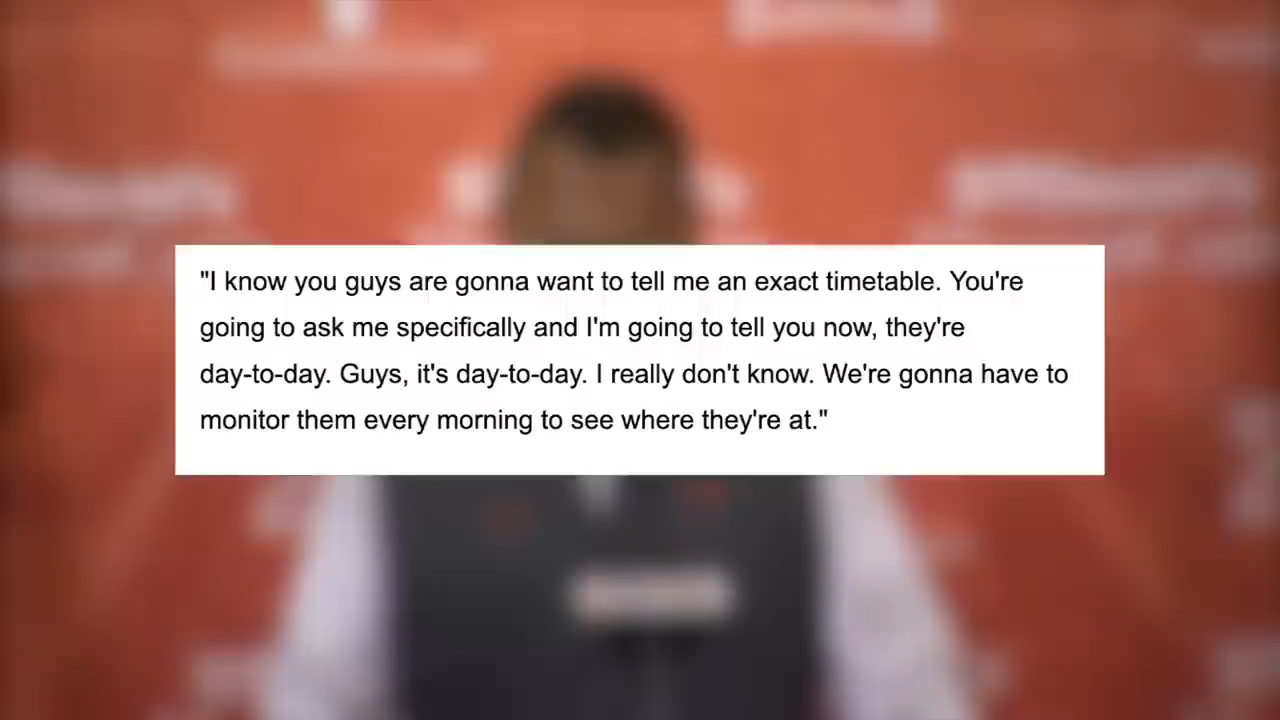 "I know you guys are gonna want to tell me an exact timetable. You're
going to ask me specifically and I'm going to tell you now, they're
day-to-day. Guys, it's day-to-day. I really don't know. We're gonna have to
monitor them every morning to see where they're at."